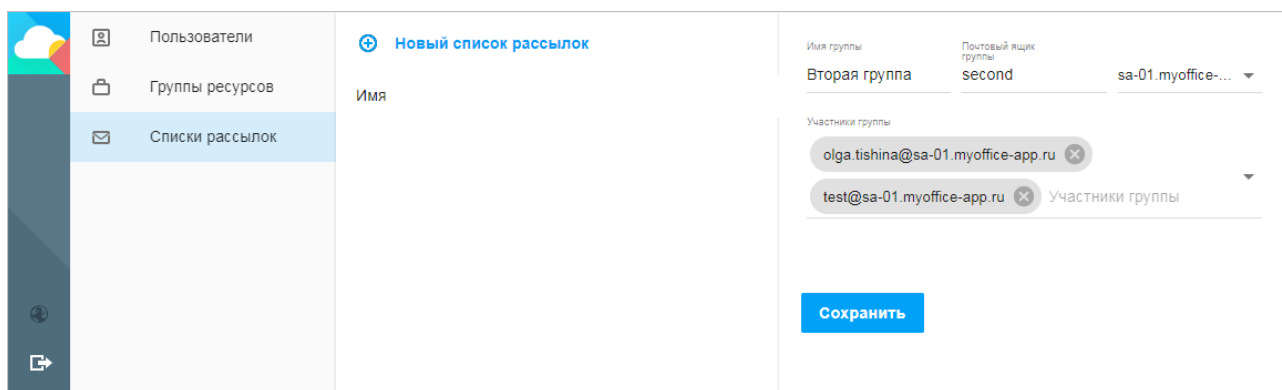 Пользователи
Группы ресурсов
Списки рассылок
Новый список рассылок
Имя
Имя группы
Почтовый ящик
группы
Вторая группа
second
sa-01.myoffice-...
Участники группы
olga.tishina@sa-01.myoffice-app.ru
test@sa-01.myoffice-app.ru Участники группы
Сохранить